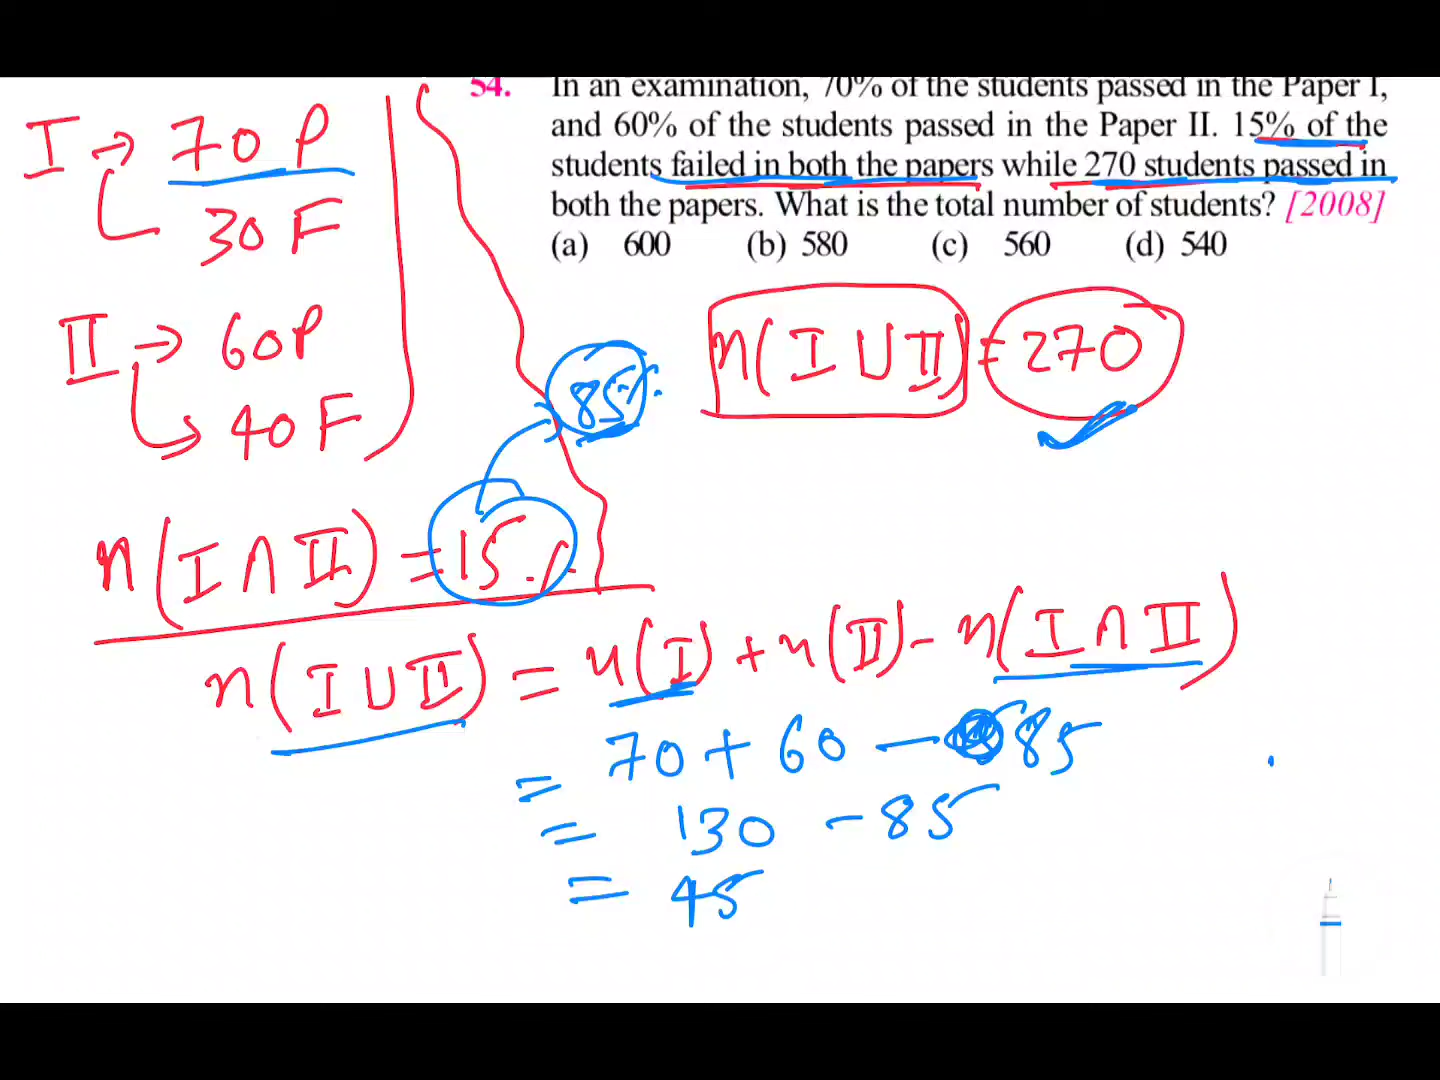 54. In an examination, 70% of the students passed in the Paper I,
and 60% of the students passed in the Paper II. 15% of the
students failed in both the papers while 270 students passed in
both the papers. What is the total number of students? [2008]
(a) 600 (b) 580 (c) 560 (d) 540
I → 70 P
30 F
II → 60P
→ 40 F
n(I ∪ II) = 270
85%
n(I ∩ II) = 15%
n(I ∪ II) = n(I) + n(II) - n(I ∩ II)
= 70 + 60 - 85
= 130 - 85
= 45